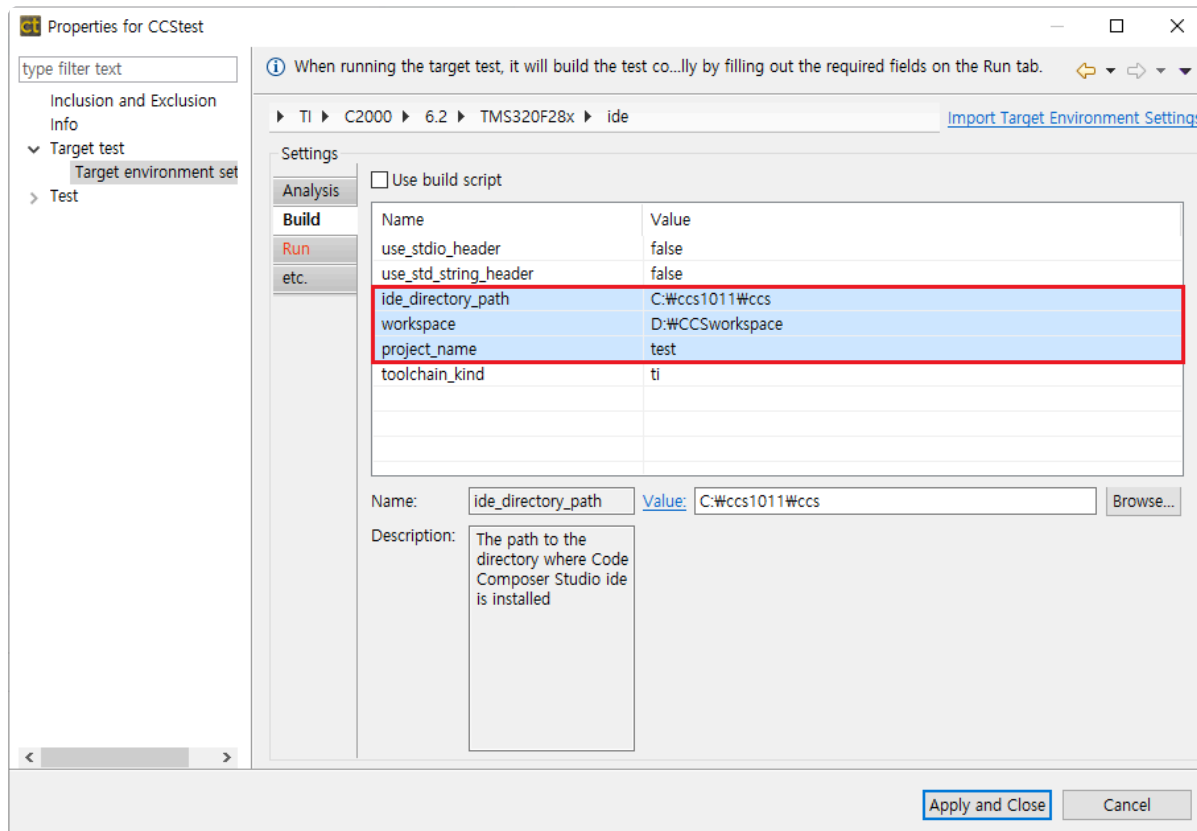 ct Properties for CCStest
type filter text
Inclusion and Exclusion
Info
Target test
Target environment set
Test
When running the target test, it will build the test co...lly by filling out the required fields on the Run tab.
TI C2000 6.2 TMS320F28x ide
Import Target Environment Settings
Settings
Analysis
Build
Run
etc.
Use build script
Name Value
use_stdio_header false
use_std_string_header false
ide_directory_path C:₩ccs1011₩ccs
workspace D:₩CCSworkspace
project_name test
toolchain_kind ti
Name: ide_directory_path Value: C:₩ccs1011₩ccs Browse...
Description: The path to the
directory where Code
Composer Studio ide
is installed
Apply and Close Cancel